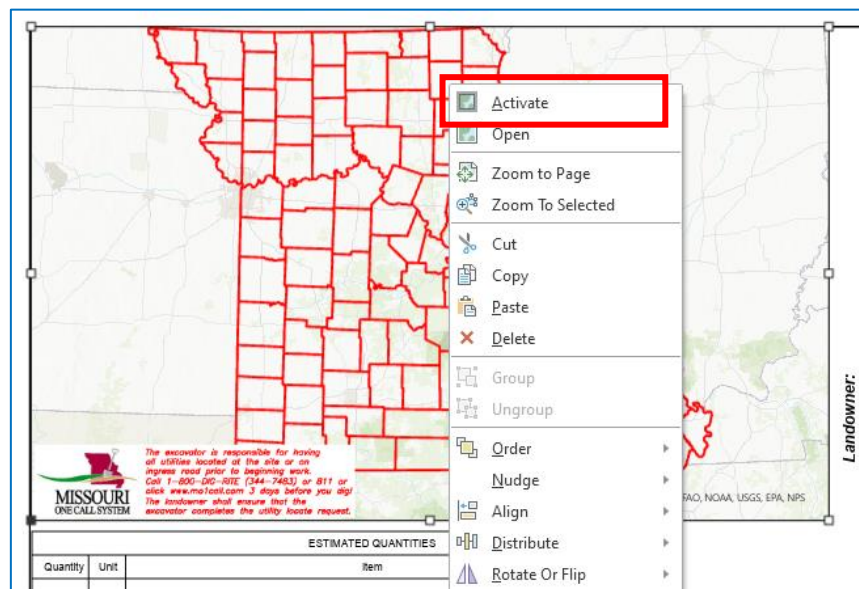 Activate
Open
Zoom to Page
Zoom To Selected
Cut
Copy
Paste
Delete
Group
Ungroup
Order
Nudge
Align
Distribute
Rotate Or Flip
Landowner:
MISSOURI
ONE CALL SYSTEM
The excavator is responsible for having
all utilities located at the site or on
ingress road prior to beginning work.
Call 1-800-DIG-RITE (344-7483) or 811 or
click www.mo1call.com 3 days before you dig!
The landowner shall ensure that the
excavator completes the utility locate request.
FAO, NOAA, USGS, EPA, NPS
ESTIMATED QUANTITIES
Quantity Unit Item